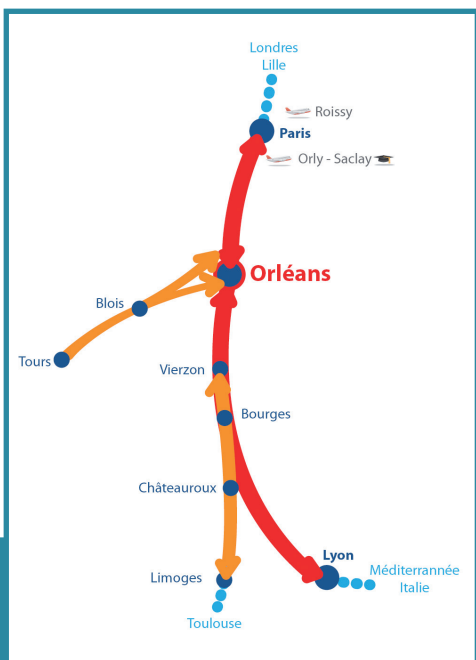 Londres
Lille
Roissy
Paris
Orly - Saclay
Orléans
Blois
Tours
Vierzon
Bourges
Châteauroux
Lyon
Limoges
Méditerrannée
Italie
Toulouse